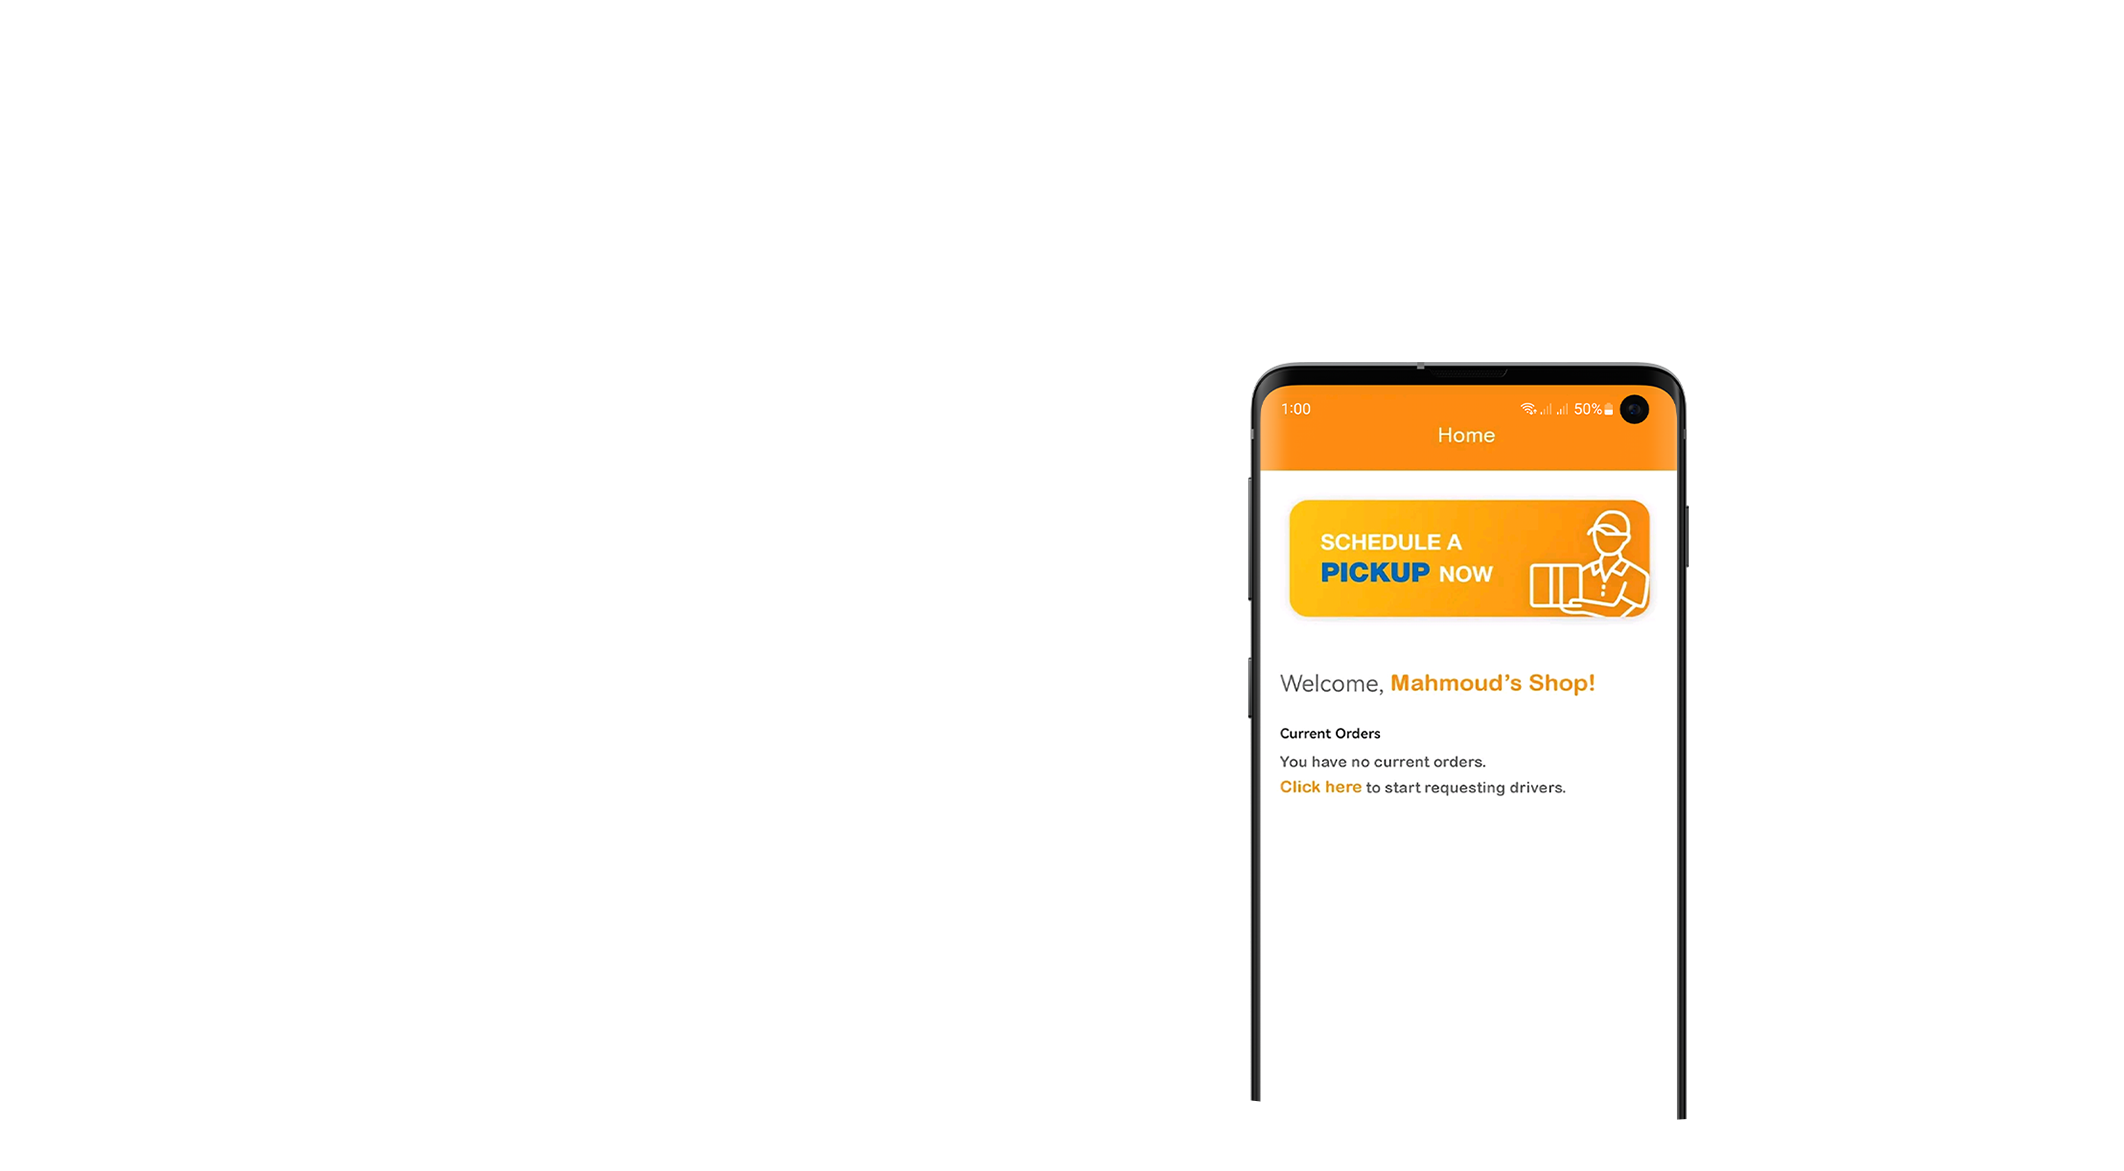 1:00 50%
Home
SCHEDULE A
PICKUP NOW
Welcome, Mahmoud’s Shop!
Current Orders
You have no current orders.
Click here to start requesting drivers.